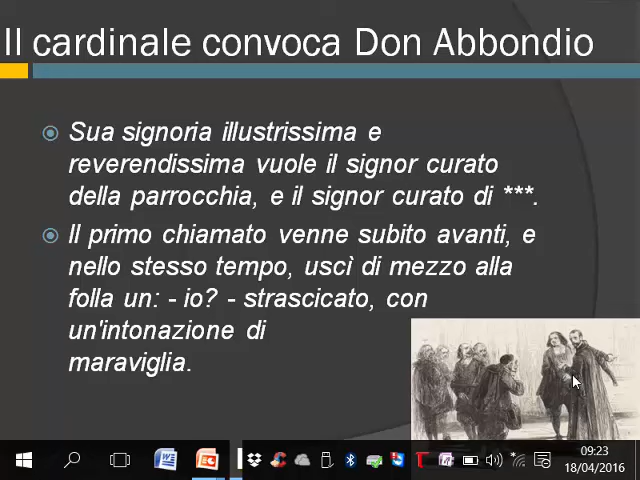 Il cardinale convoca Don Abbondio
Sua signoria illustrissima e
reverendissima vuole il signor curato
della parrocchia, e il signor curato di ***.
Il primo chiamato venne subito avanti, e
nello stesso tempo, uscì di mezzo alla
folla un: - io? - strascicato, con
un'intonazione di
maraviglia.
09:23
18/04/2016